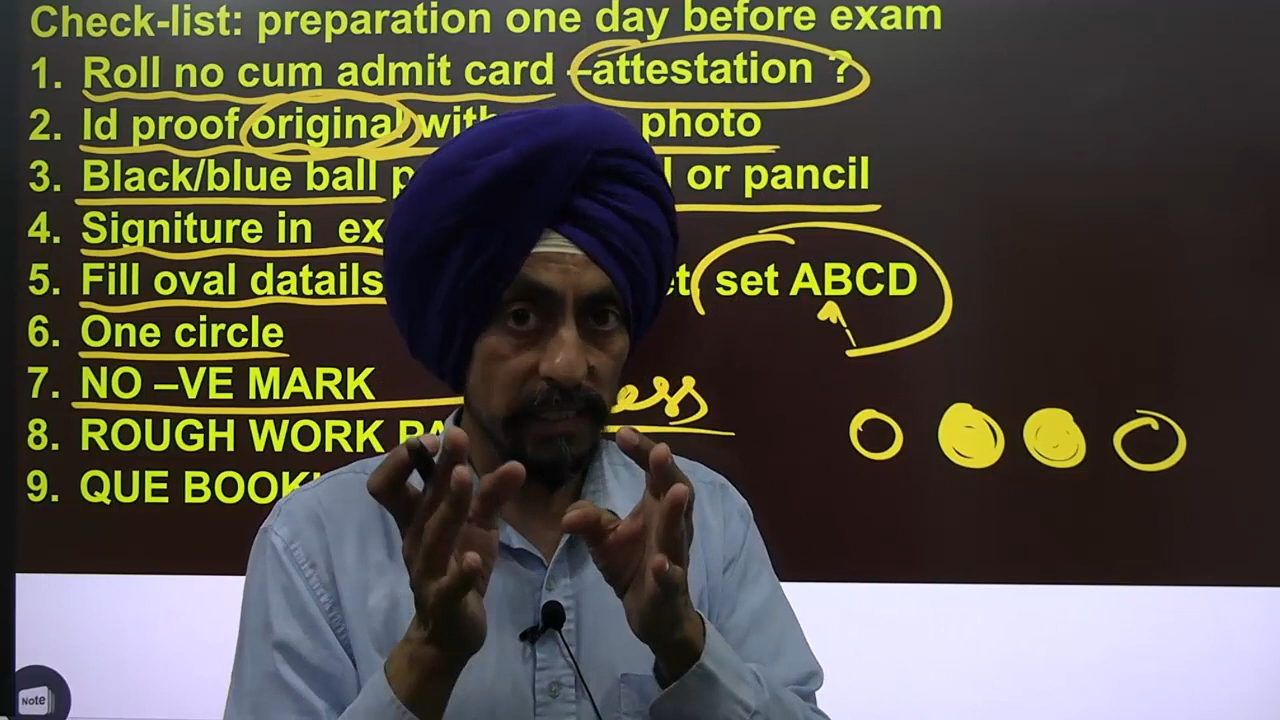 Check-list: preparation one day before exam
1. Roll no cum admit card –attestation ?
2. Id proof original with photo
3. Black/blue ball or pancil
4. Signiture in
5. Fill oval datails set ABCD
6. One circle
7. NO –VE MARK
8. ROUGH WORK
9. QUE
Note